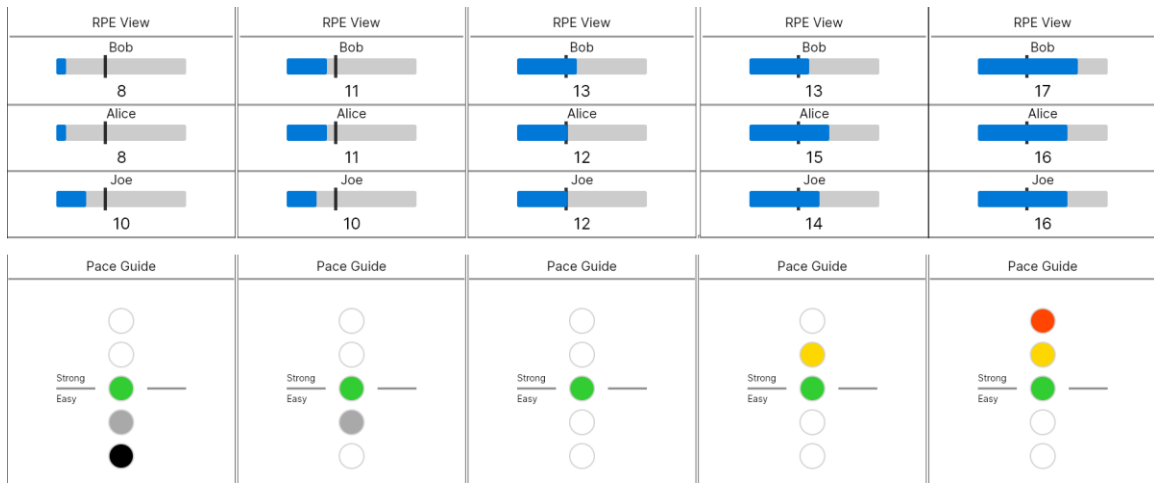 RPE View RPE View RPE View RPE View RPE View
Bob Bob Bob Bob Bob
8 11 13 13 17
Alice Alice Alice Alice Alice
8 11 12 15 16
Joe Joe Joe Joe Joe
10 10 12 14 16
Pace Guide Pace Guide Pace Guide Pace Guide Pace Guide
Strong Strong Strong Strong Strong
Easy Easy Easy Easy Easy